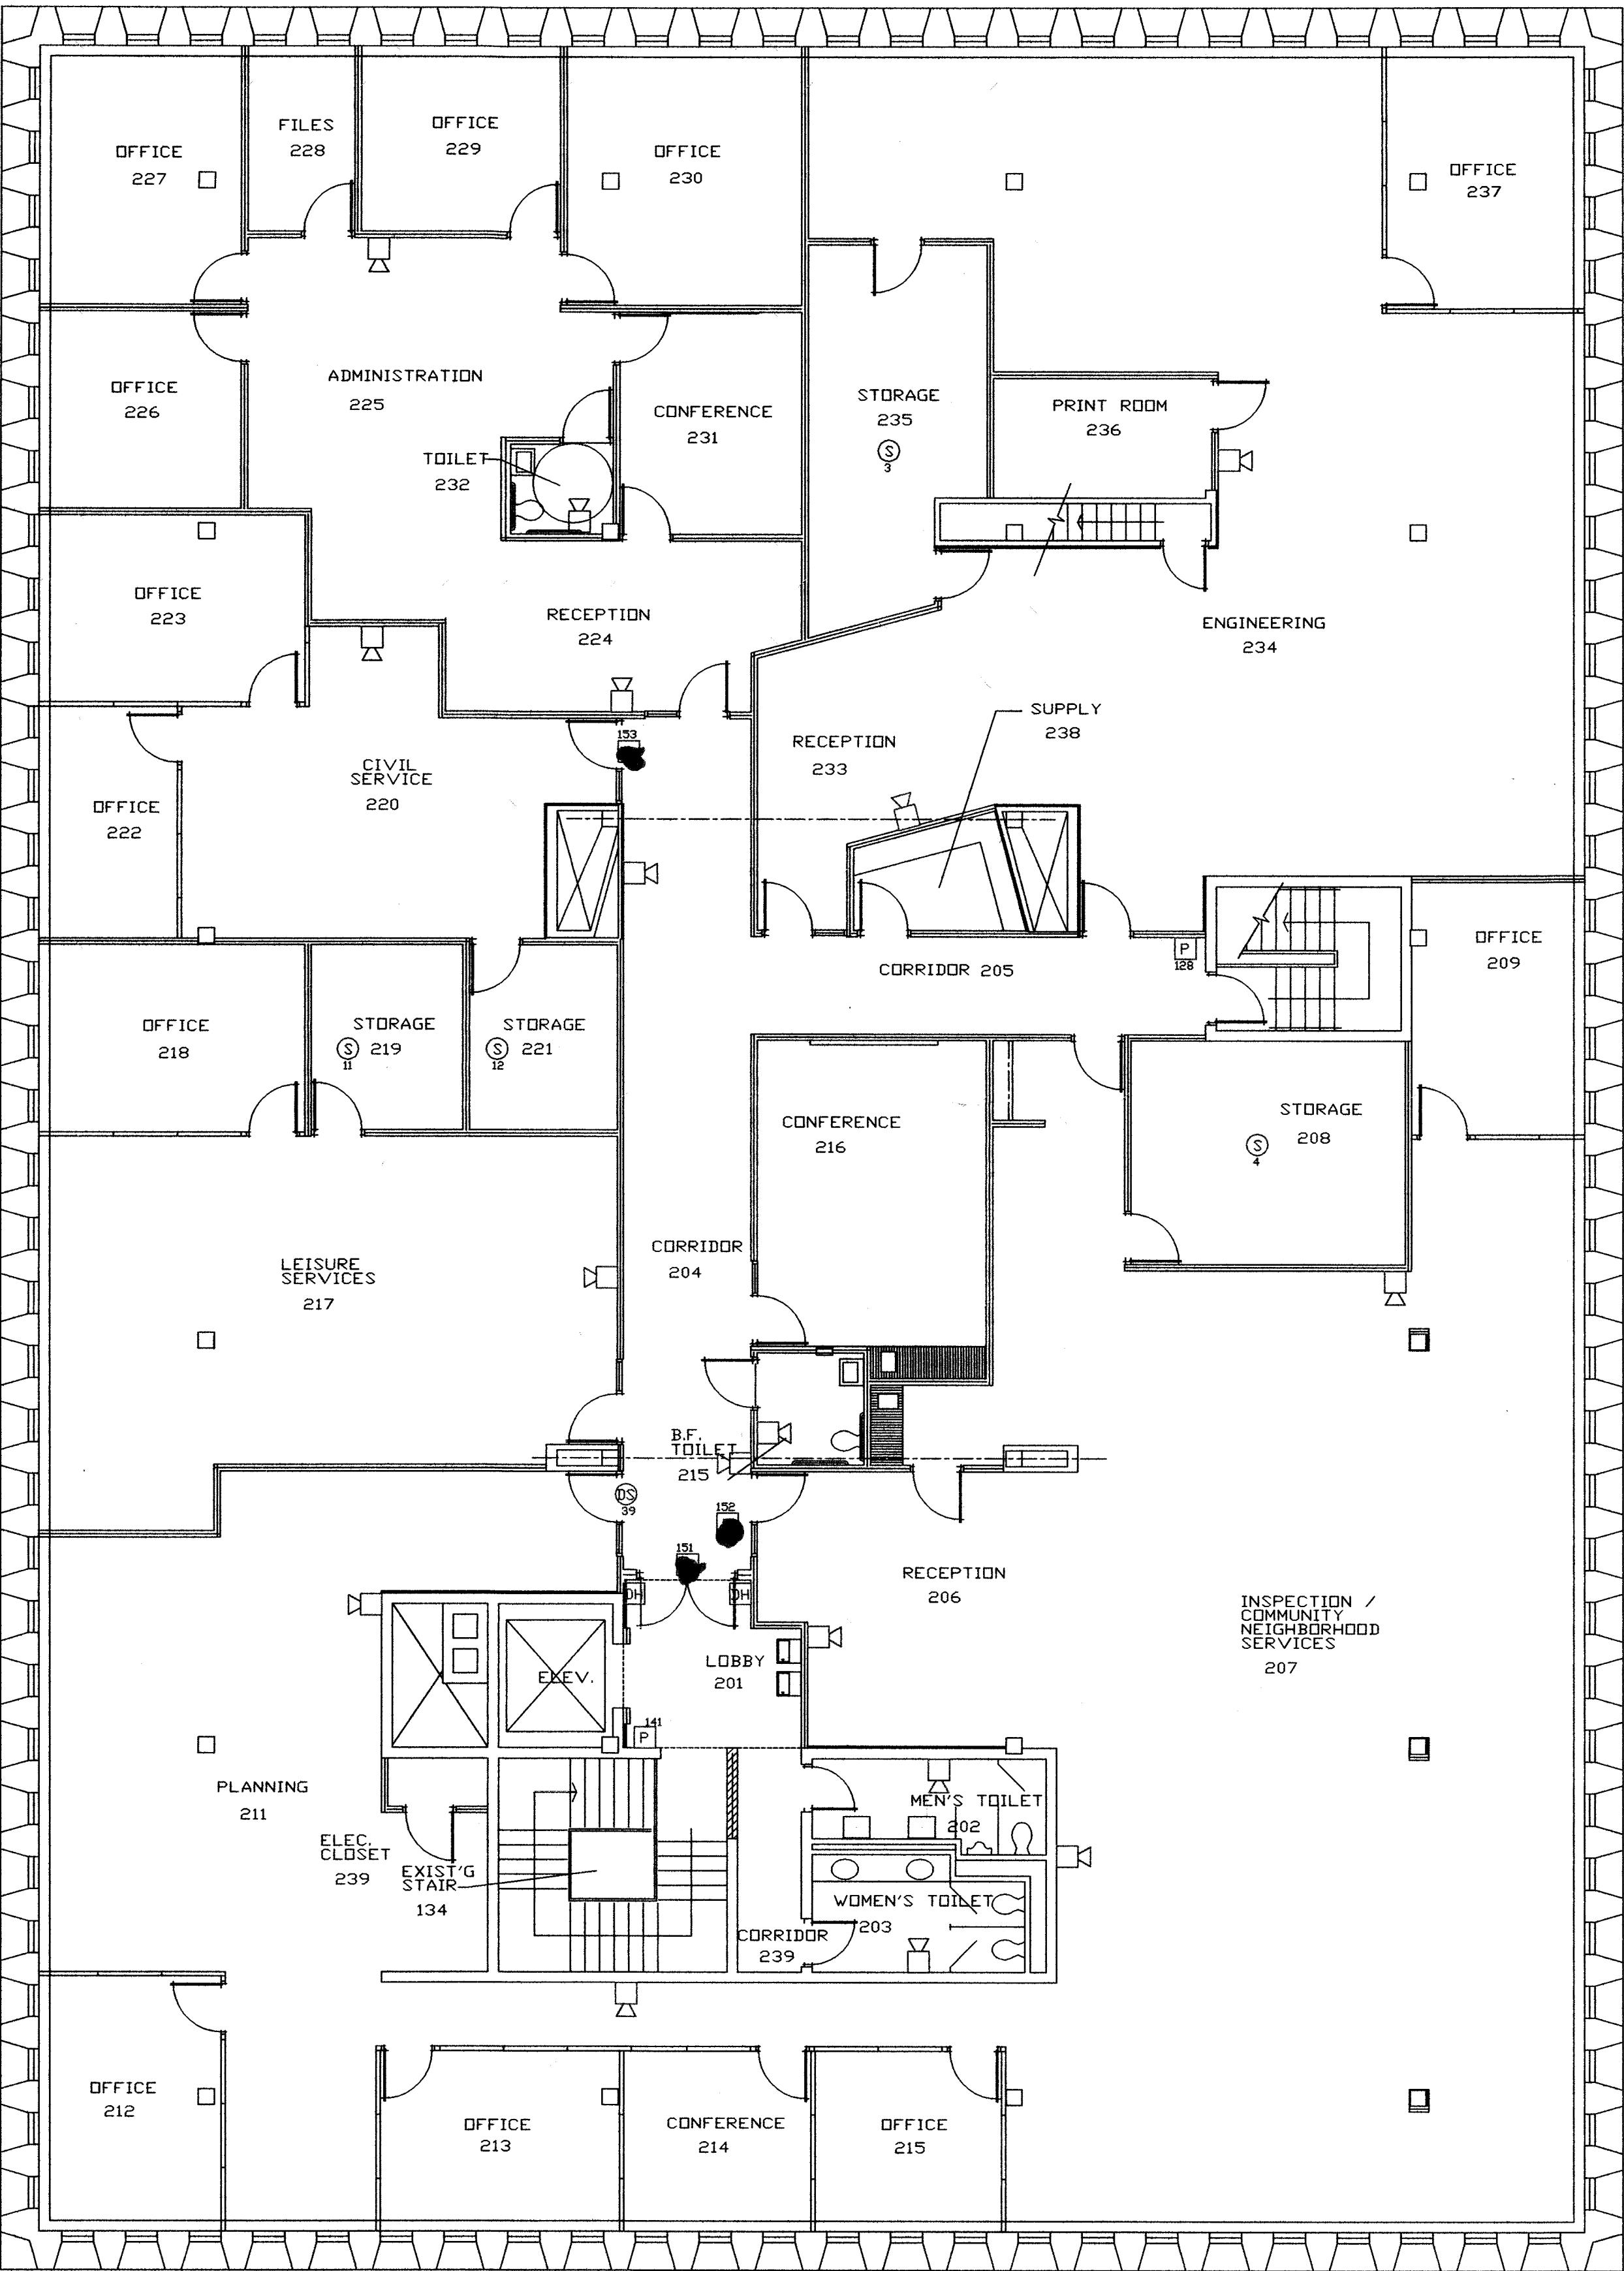 OFFICE
227
FILES
228
OFFICE
229
OFFICE
230
OFFICE
237
OFFICE
226
ADMINISTRATION
225
CONFERENCE
231
STORAGE
235
S
3
PRINT ROOM
236
TOILET
232
OFFICE
223
RECEPTION
224
ENGINEERING
234
SUPPLY
238
RECEPTION
233
153
CIVIL
SERVICE
220
OFFICE
222
OFFICE
209
P
128
CORRIDOR 205
OFFICE
218
STORAGE
S 219
11
STORAGE
S 221
12
CONFERENCE
216
STORAGE
208
S
4
CORRIDOR
204
LEISURE
SERVICES
217
B.F.
TOILET
215
DS
39
152
151
DH
DH
RECEPTION
206
INSPECTION /
COMMUNITY
NEIGHBORHOOD
SERVICES
207
LOBBY
201
ELEV.
141
P
PLANNING
211
MEN'S TOILET
202
ELEC.
CLOSET
239
EXIST'G
STAIR
134
WOMEN'S TOILET
203
CORRIDOR
239
OFFICE
212
OFFICE
213
CONFERENCE
214
OFFICE
215